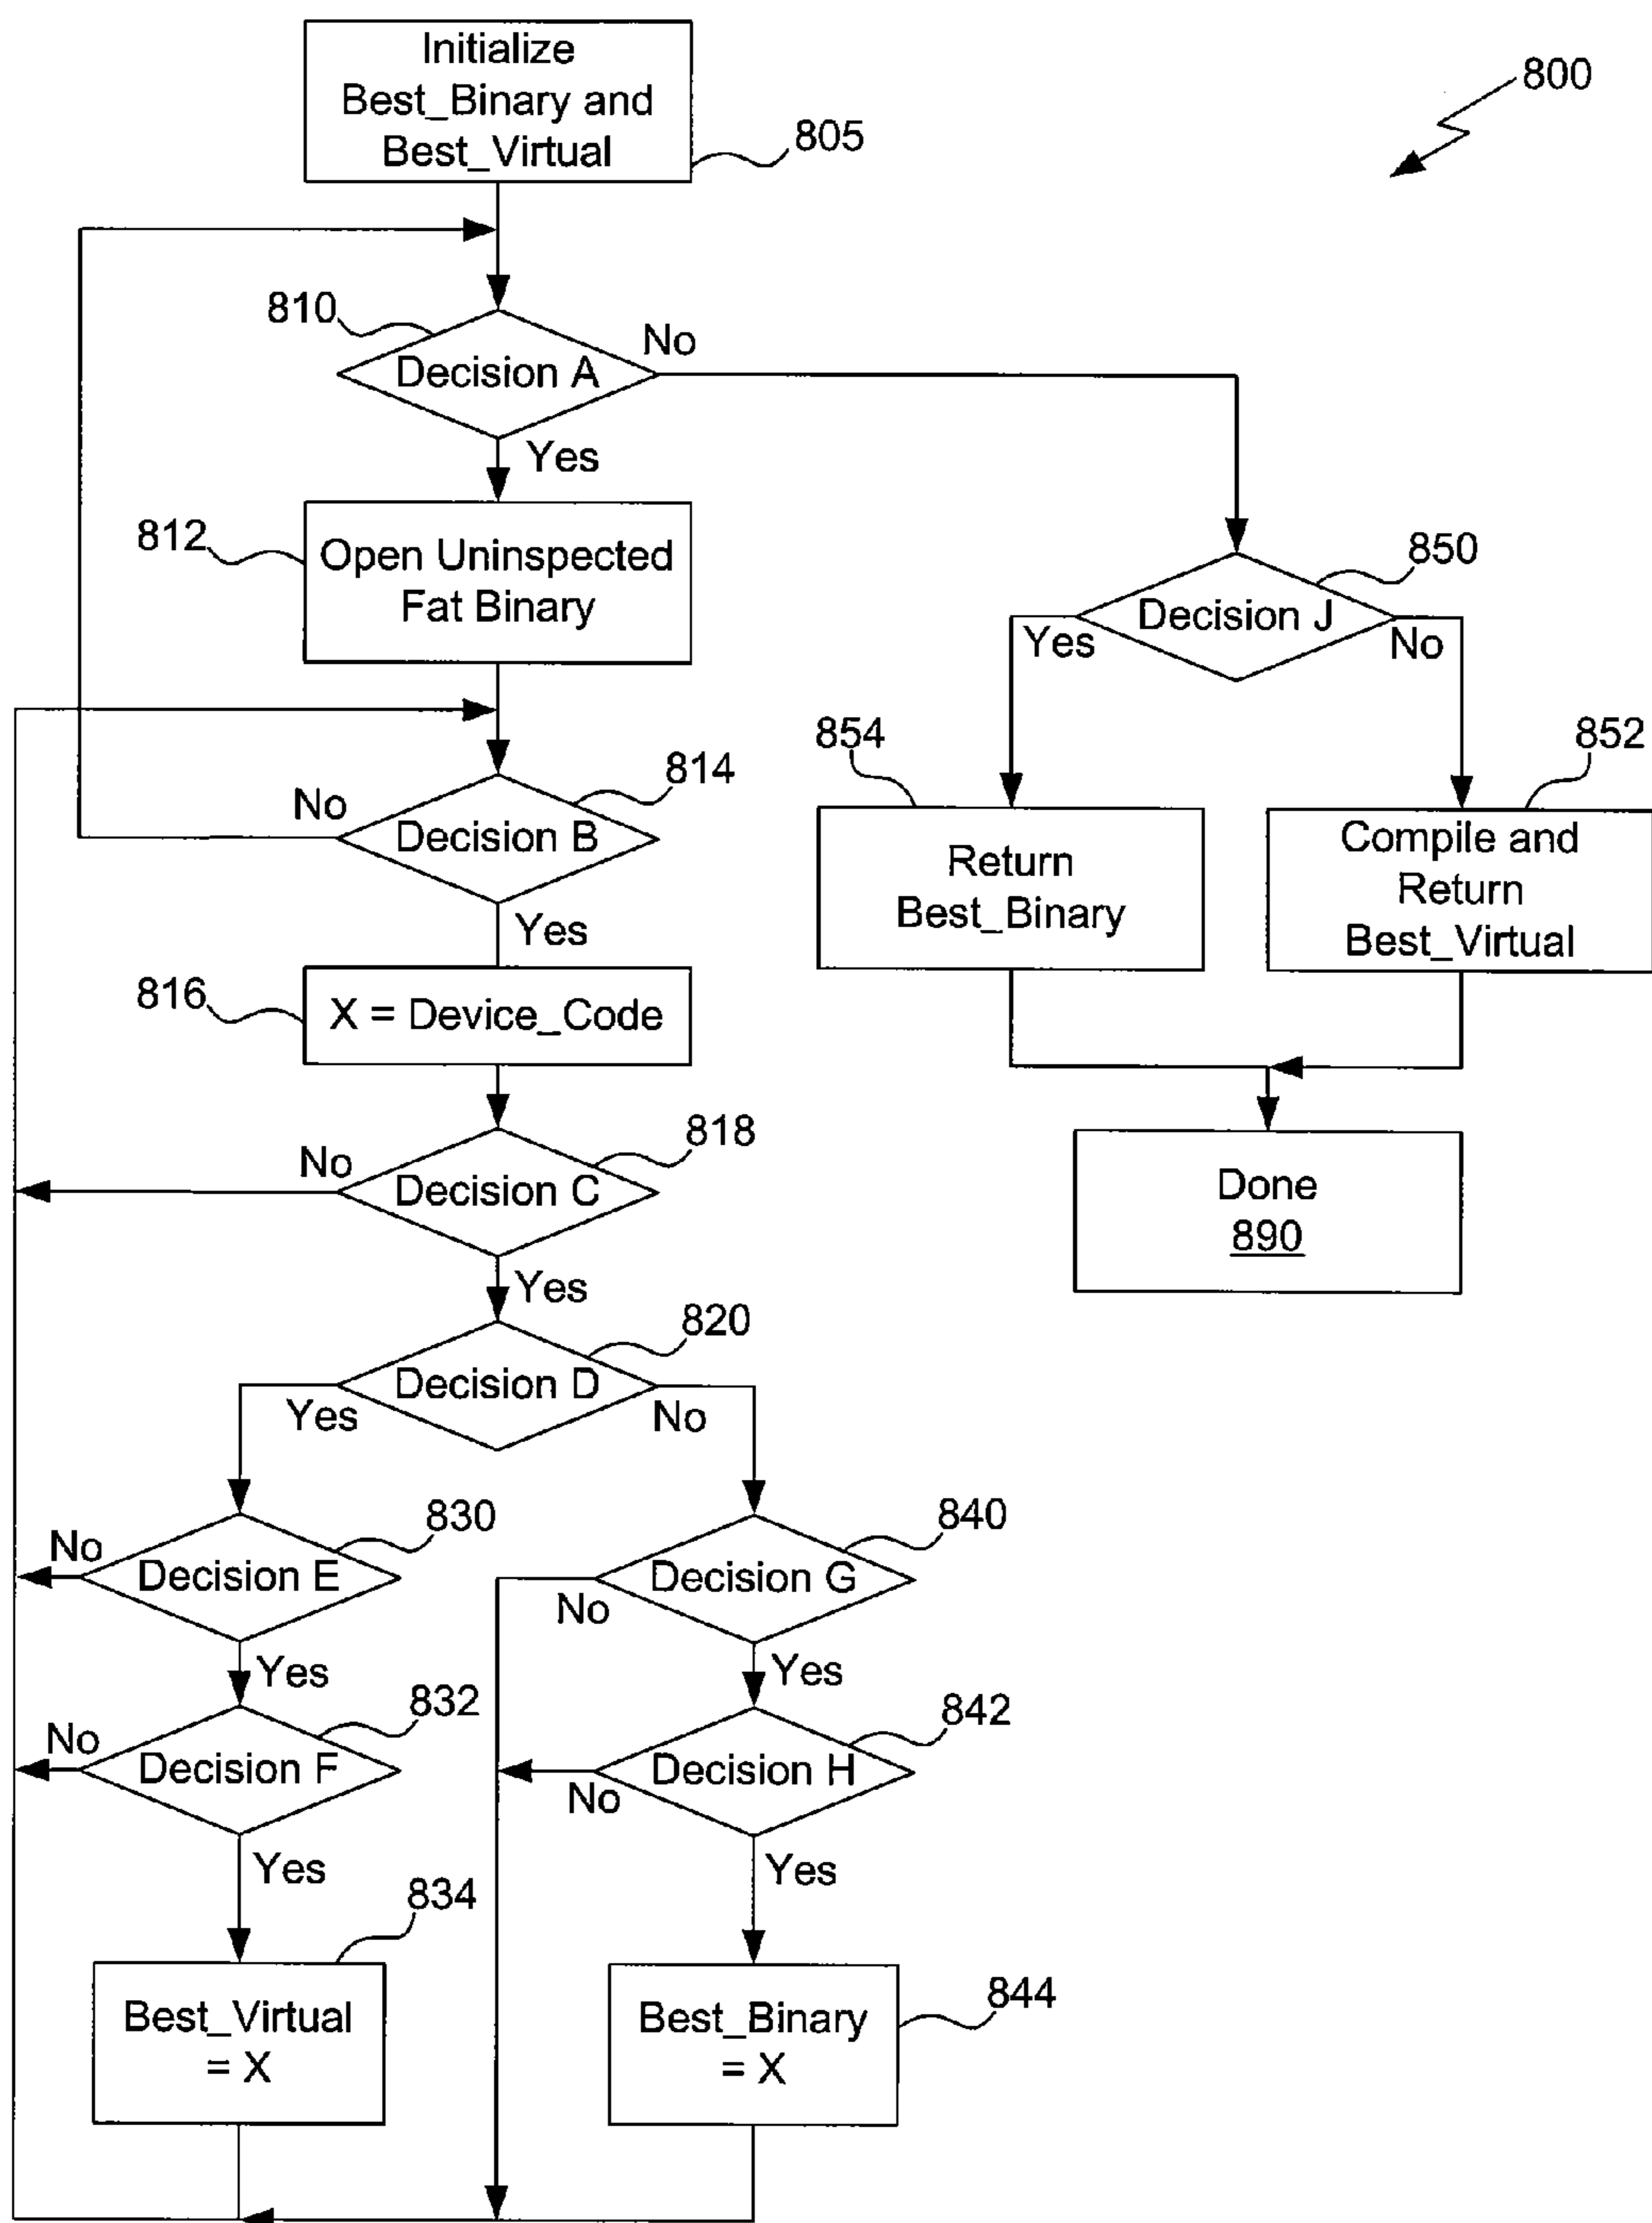 Initialize
Best_Binary and
Best_Virtual
805
800
810
Decision A
No
Yes
812
Open Uninspected
Fat Binary
850
Decision J
Yes
No
814
Decision B
No
Yes
854
Return
Best_Binary
852
Compile and
Return
Best_Virtual
816
X = Device_Code
818
Decision C
No
Yes
Done
890
820
Decision D
Yes
No
830
Decision E
No
Yes
840
Decision G
No
Yes
832
Decision F
No
Yes
842
Decision H
No
Yes
834
Best_Virtual
= X
844
Best_Binary
= X